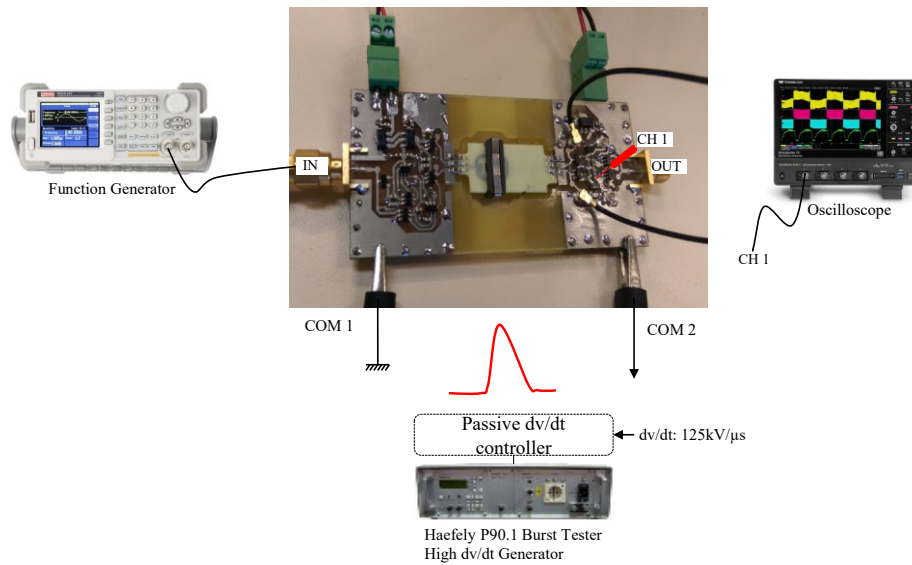 IN
CH 1
OUT
Function Generator
Oscilloscope
CH 1
COM 1
COM 2
Passive dv/dt
controller
dv/dt: 125kV/µs
Haefely P90.1 Burst Tester
High dv/dt Generator